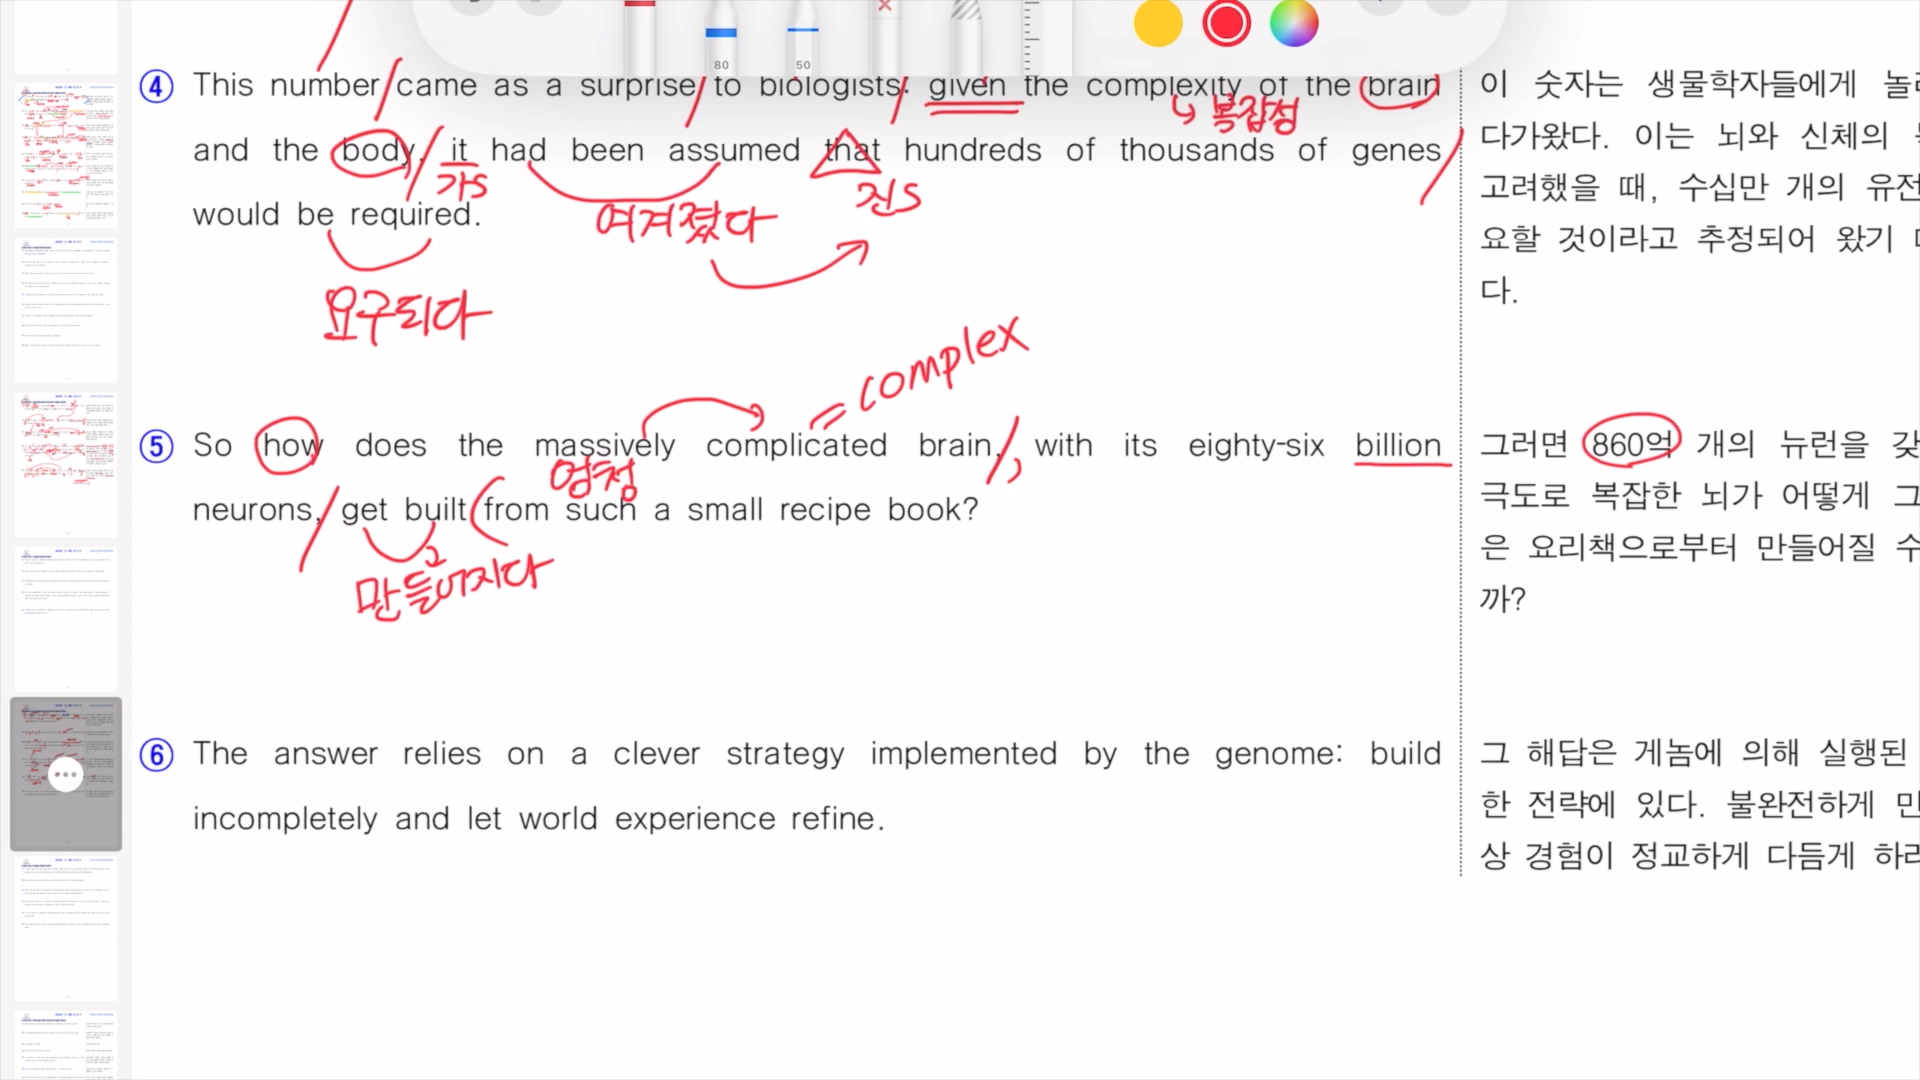 80
50
④ This number came as a surprise to biologists: given the complexity of the brain
이 숫자는 생물학자들에게
↳ 복잡성
and the body, it had been assumed that hundreds of thousands of genes
다가왔다. 이는 뇌와 신체의
가S
진S
여겨졌다
고려했을 때, 수십만 개의
would be required.
요할 것이라고 추정되어 왔기
요구되다
다.
= complex
⑤ So how does the massively complicated brain, with its eighty-six billion
그러면 860억 개의 뉴런을
엄청
neurons, get built from such a small recipe book?
극도로 복잡한 뇌가 어떻게 그
만들어지다
은 요리책으로부터 만들어질 수
까?
⑥ The answer relies on a clever strategy implemented by the genome: build
그 해답은 게놈에 의해 실행된
incompletely and let world experience refine.
한 전략에 있다. 불완전하게
상 경험이 정교하게 다듬게